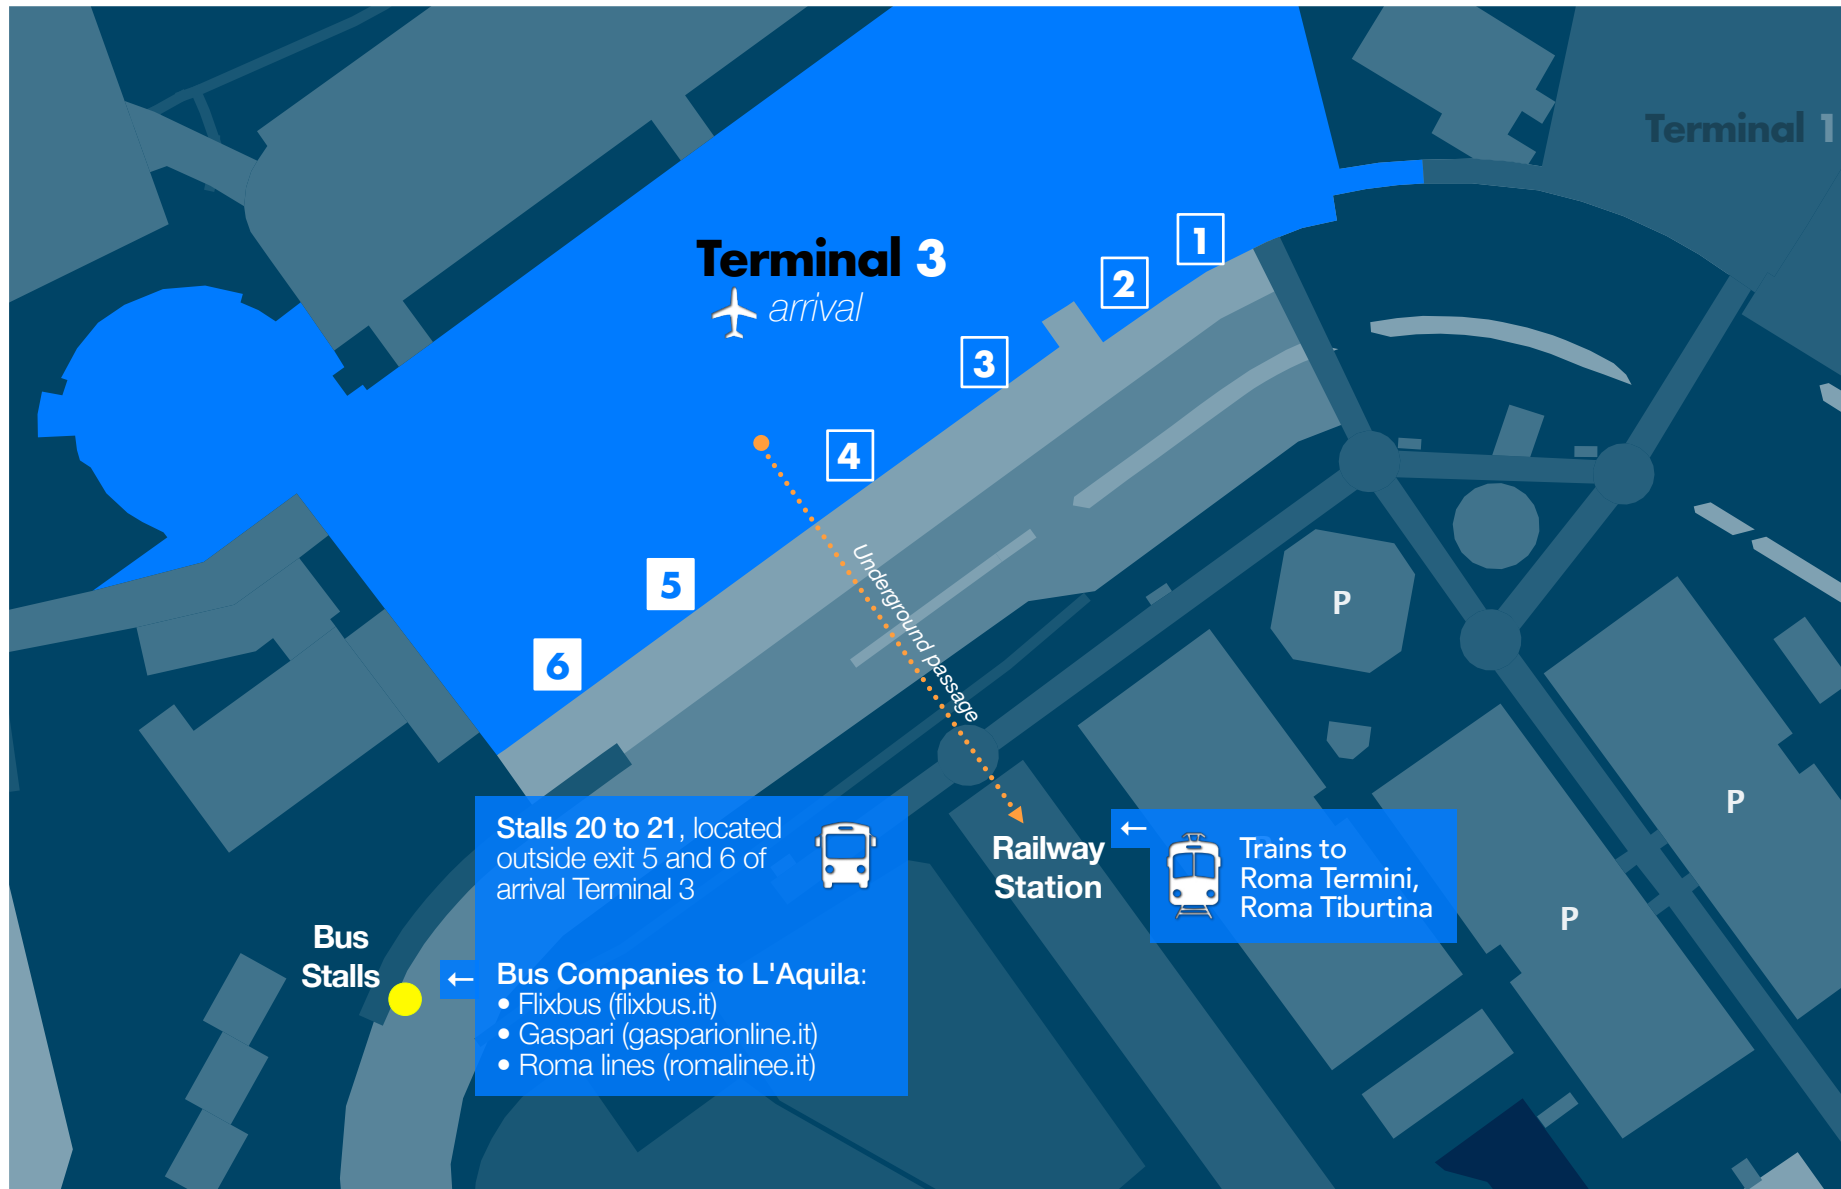 Terminal 1
Terminal 3
arrival
1
2
3
4
5
6
Underground passage
P
P
P
Stalls 20 to 21, located
outside exit 5 and 6 of
arrival Terminal 3
Bus
Stalls
←
Bus Companies to L'Aquila:
• Flixbus (flixbus.it)
• Gaspari (gasparionline.it)
• Roma lines (romalinee.it)
Railway
Station
←
Trains to
Roma Termini,
Roma Tiburtina